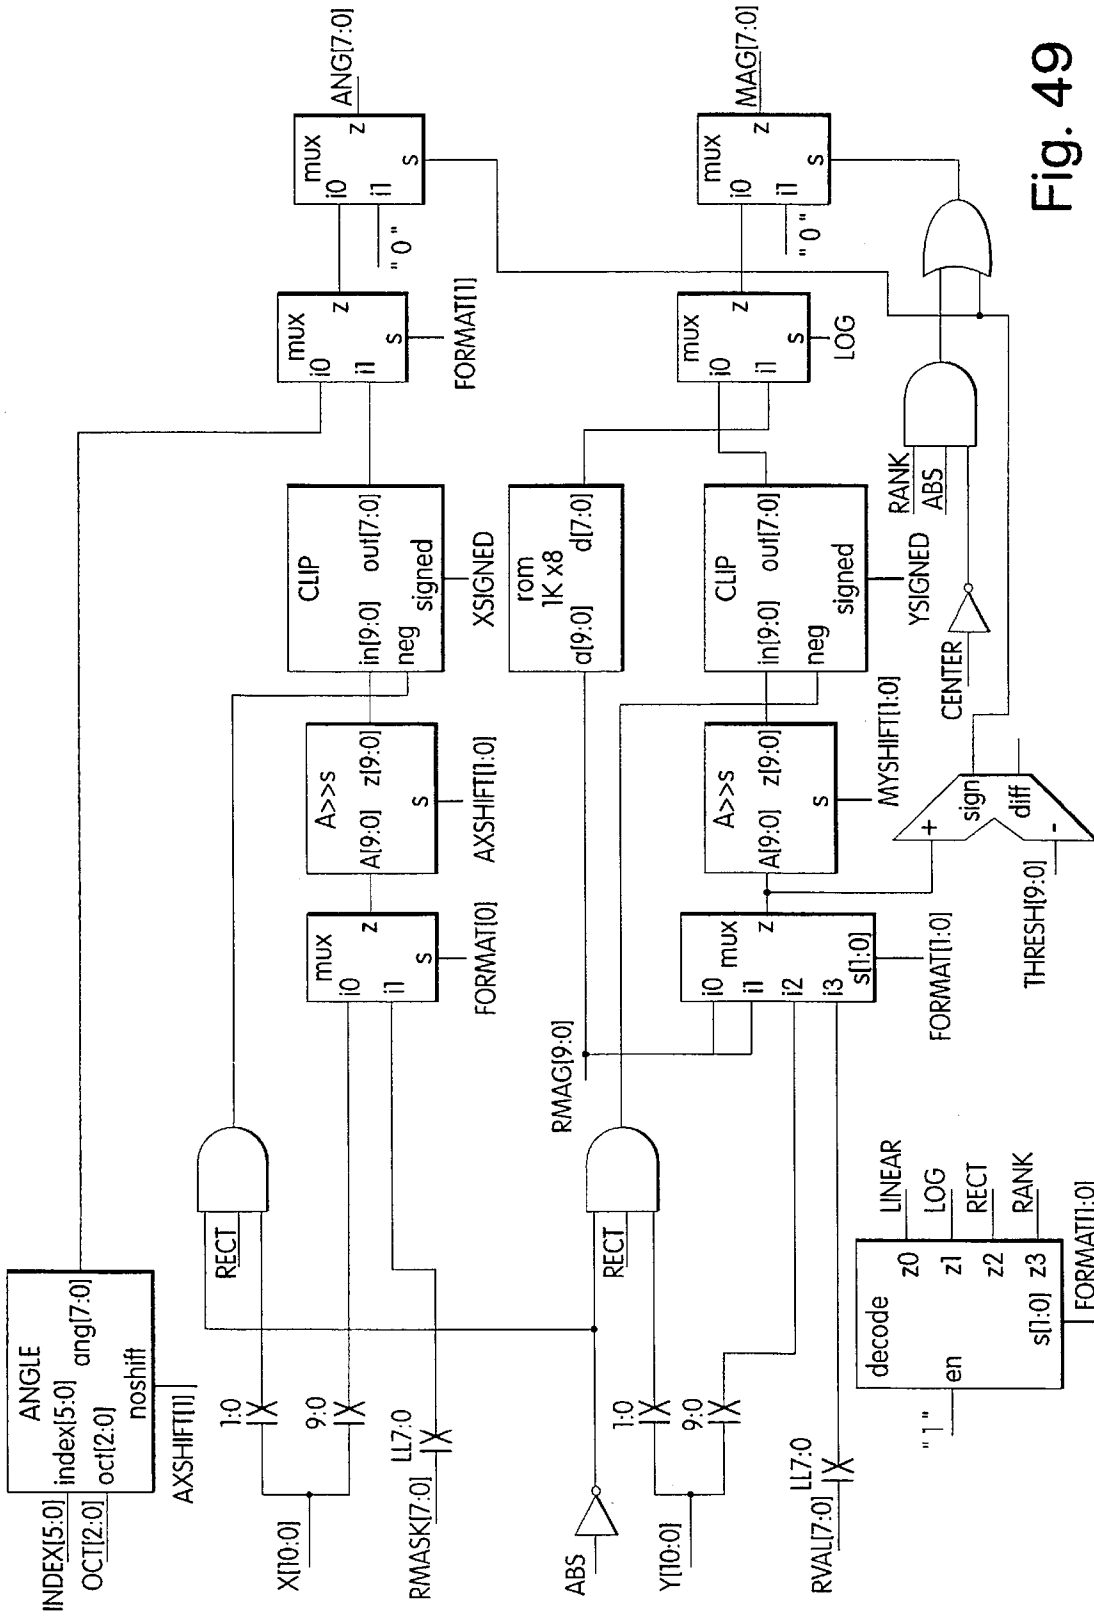 INDEX[5:0]
OCT[2:0]
ANGLE
index[5:0]
oct[2:0]
ang[7:0]
noshift
AXSHIFT[1]
X[10:0]
1:0
9:0
RMASK[7:0]
LL7:0
RECT
mux
i0
i1
z
s
FORMAT[0]
A>>s
A[9:0]
z[9:0]
s
AXSHIFT[1:0]
CLIP
in[9:0]
out[7:0]
neg
signed
XSIGNED
mux
i0
i1
z
s
FORMAT[1]
mux
i0
i1
z
s
"0"
ANG[7:0]
ABS
Y[10:0]
1:0
9:0
RVAL[7:0]
LL7:0
RECT
RMAG[9:0]
mux
i0
i1
i2
i3
z
s[1:0]
FORMAT[1:0]
A>>s
A[9:0]
z[9:0]
s
MYSHIFT[1:0]
rom
1K x8
a[9:0]
d[7:0]
CLIP
in[9:0]
out[7:0]
neg
signed
YSIGNED
mux
i0
i1
z
s
LOG
mux
i0
i1
z
s
"0"
MAG[7:0]
"1"
decode
en
z0
z1
z2
z3
s[1:0]
LINEAR
LOG
RECT
RANK
FORMAT[1:0]
THRESH[9:0]
+
-
sign
diff
CENTER
RANK
ABS
Fig. 49